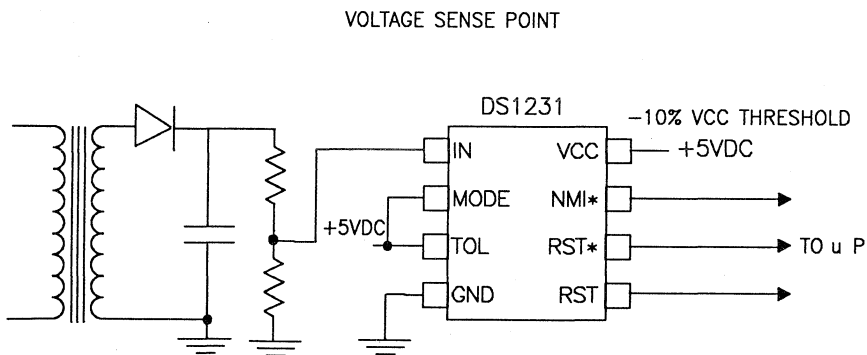 VOLTAGE SENSE POINT
DS1231
-10% VCC THRESHOLD
IN
VCC
+5VDC
MODE
NMI*
+5VDC
TOL
RST*
TO u P
GND
RST